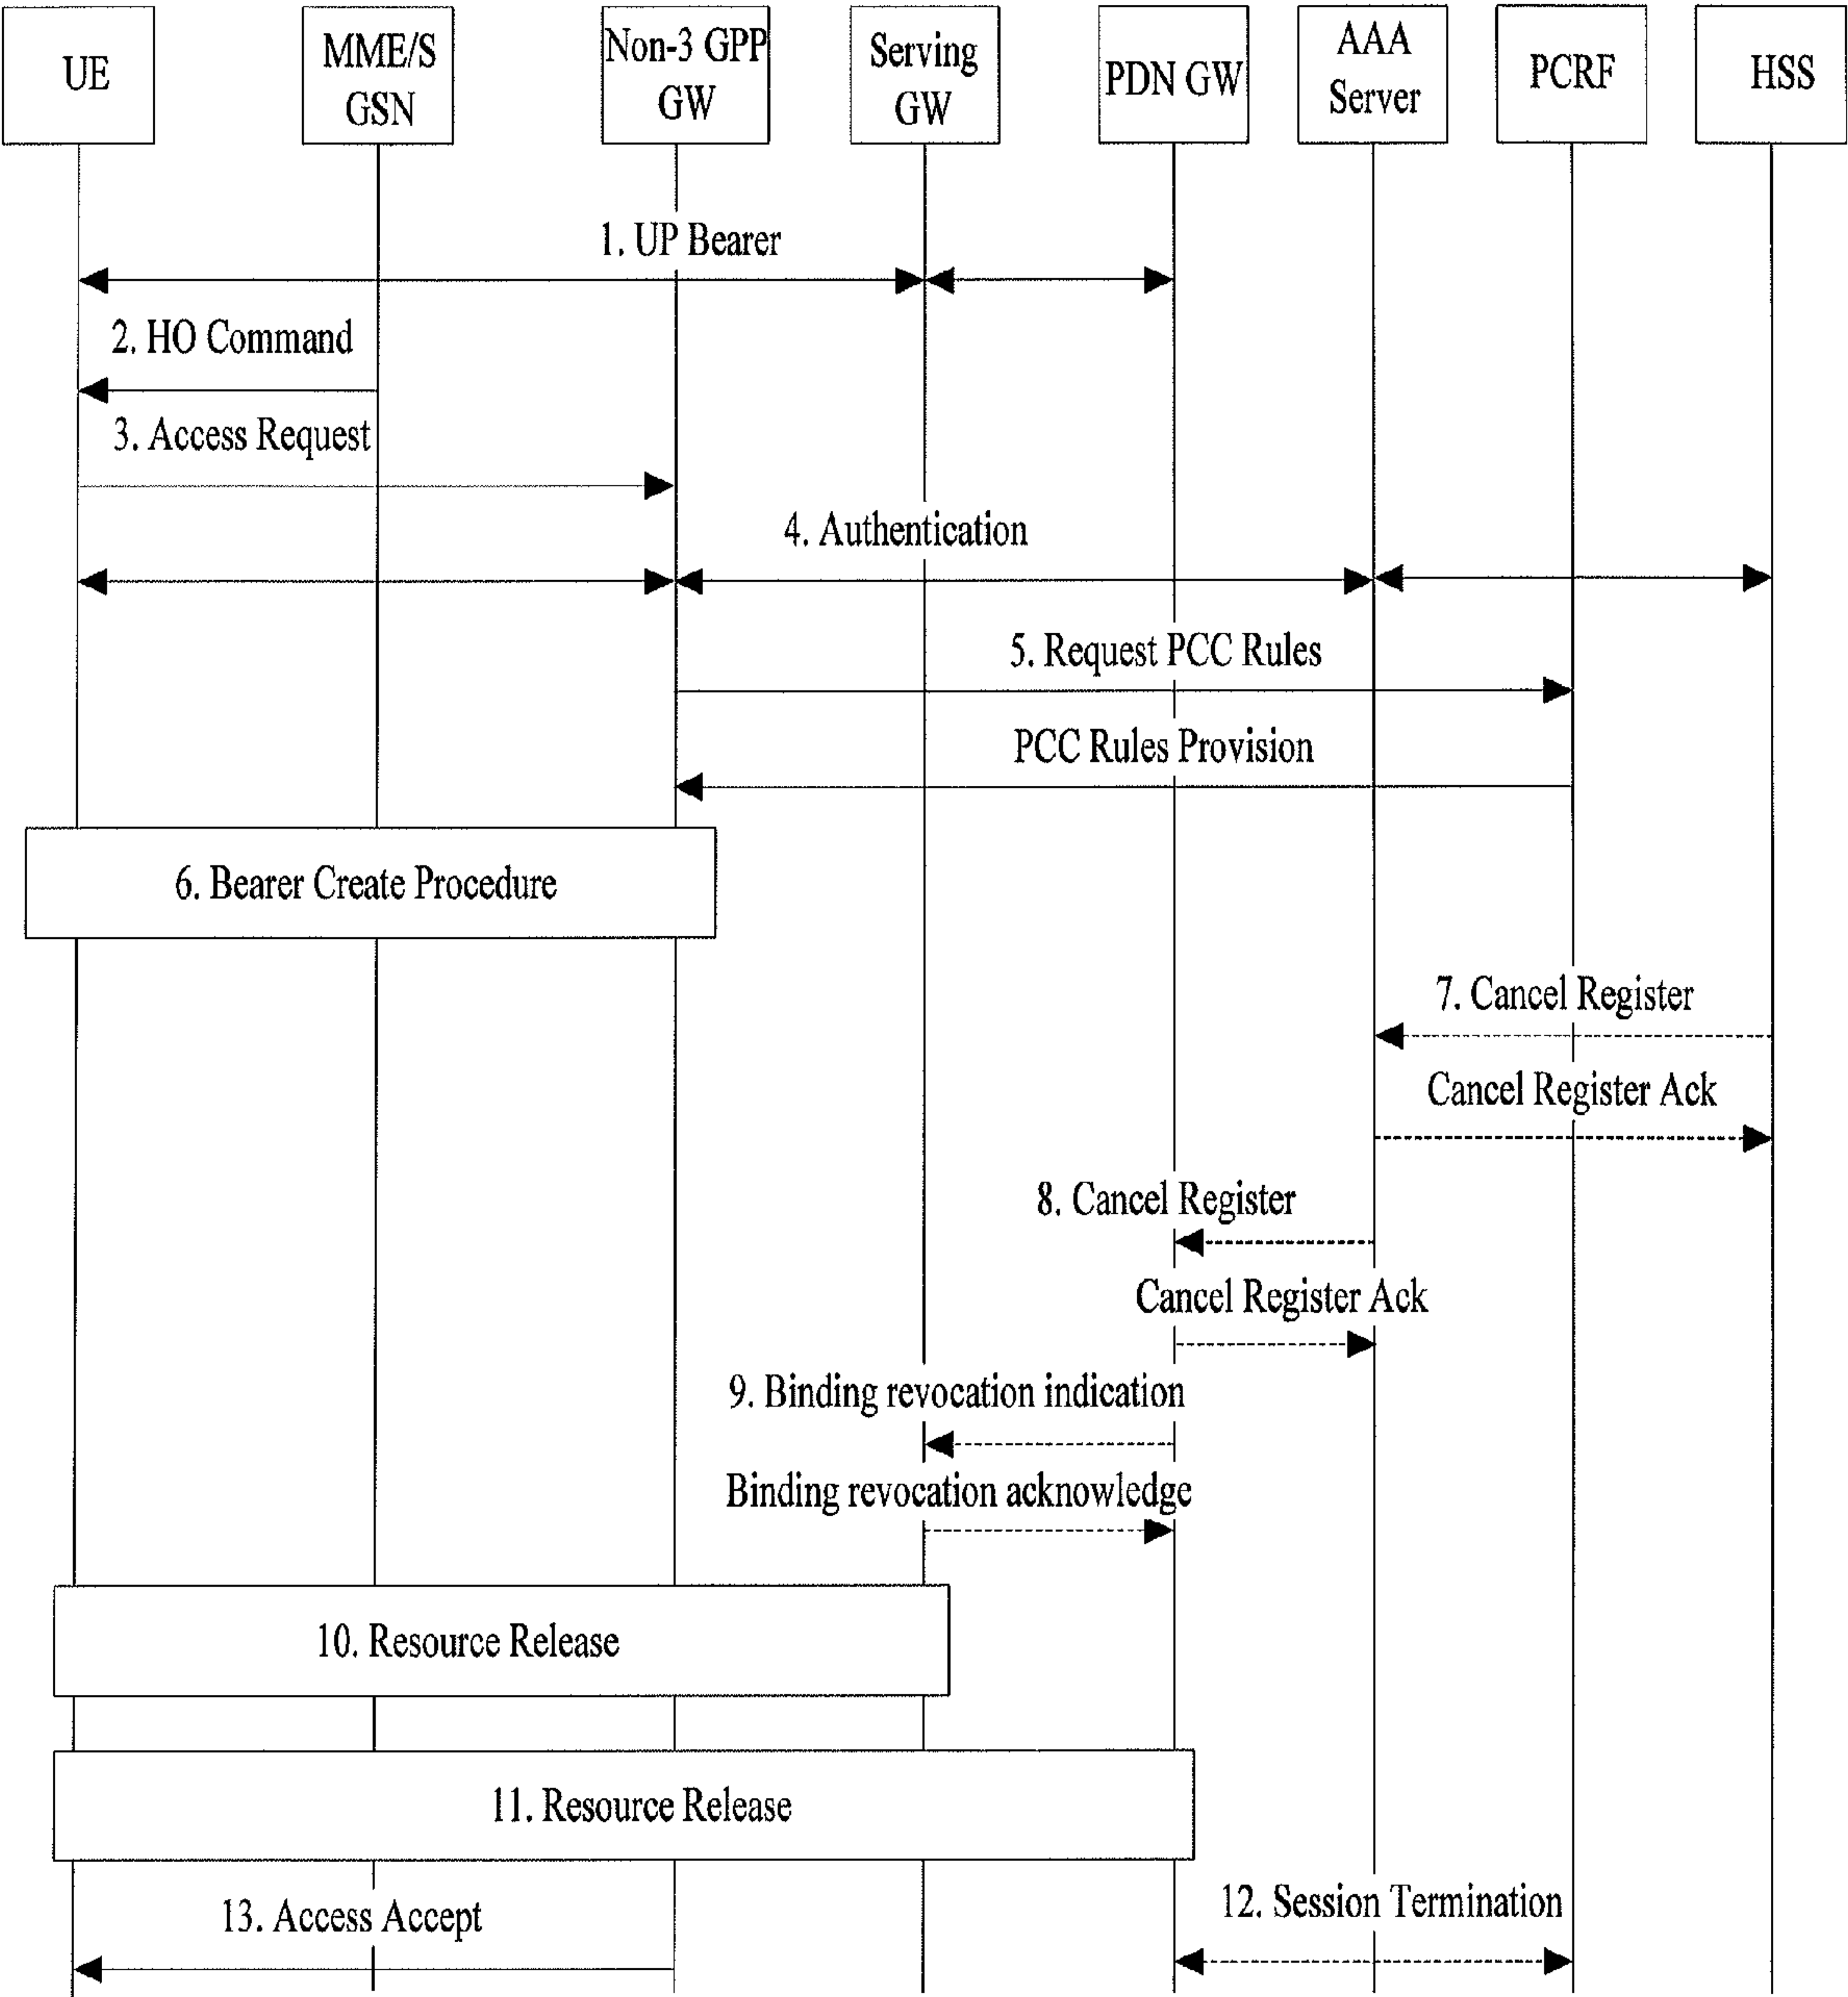 UE
MME/S
GSN
Non-3 GPP
GW
Serving
GW
PDN GW
AAA
Server
PCRF
HSS
1. UP Bearer
2. HO Command
3. Access Request
4. Authentication
5. Request PCC Rules
PCC Rules Provision
6. Bearer Create Procedure
7. Cancel Register
Cancel Register Ack
8. Cancel Register
Cancel Register Ack
9. Binding revocation indication
Binding revocation acknowledge
10. Resource Release
11. Resource Release
12. Session Termination
13. Access Accept